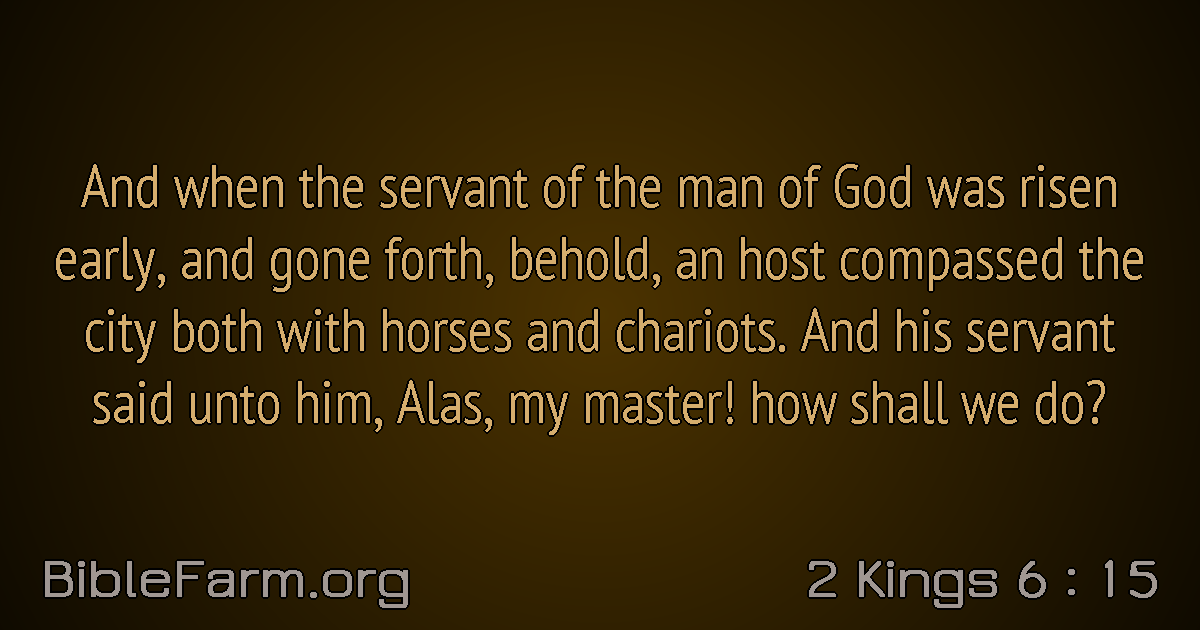 And when the servant of the man of God was risen
early, and gone forth, behold, an host compassed the
city both with horses and chariots. And his servant
said unto him, Alas, my master! how shall we do?
BibleFarm.org
2 Kings 6 : 15